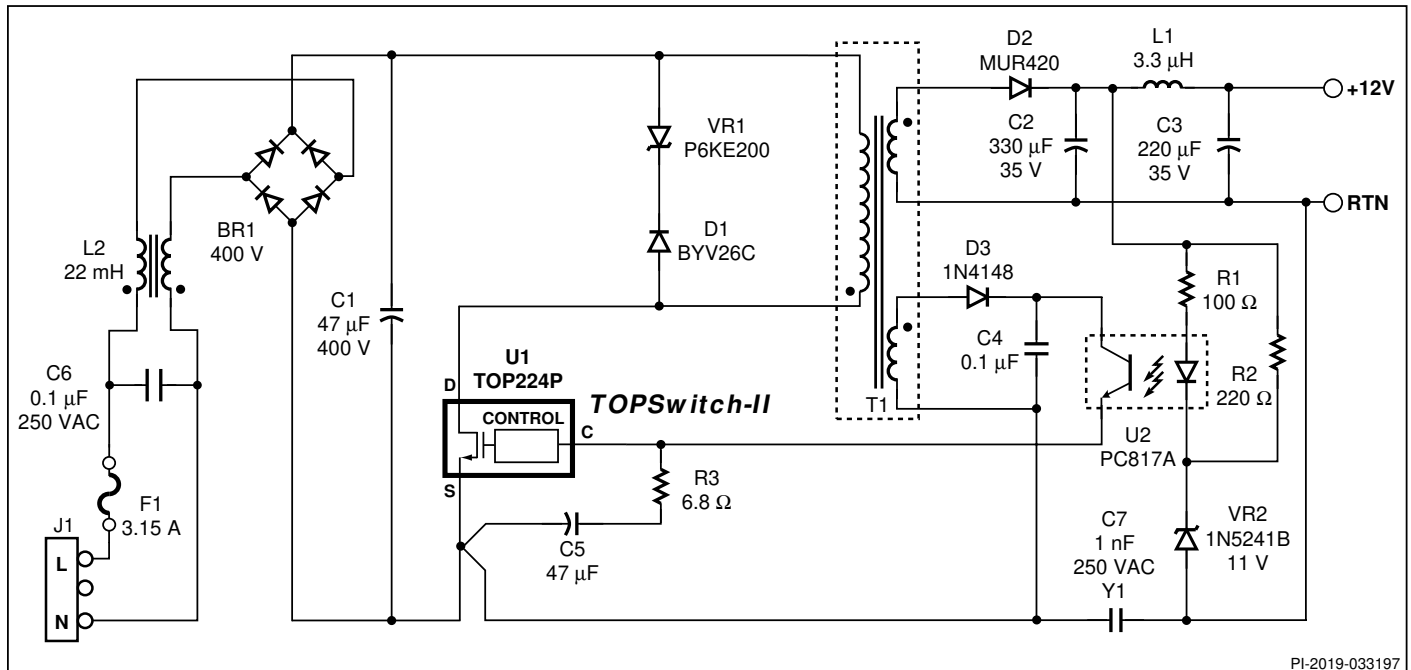 D2
MUR420
L1
3.3 µH
+12V
VR1
P6KE200
C2
330 µF
35 V
C3
220 µF
35 V
RTN
BR1
400 V
D1
BYV26C
L2
22 mH
D3
1N4148
R1
100 Ω
C1
47 µF
400 V
C4
0.1 µF
U1
TOP224P
R2
220 Ω
C6
0.1 µF
250 VAC
D
TOPSwitch-II
T1
CONTROL
C
U2
PC817A
S
R3
6.8 Ω
F1
3.15 A
J1
L
N
C5
47 µF
C7
1 nF
250 VAC
Y1
VR2
1N5241B
11 V
PI-2019-033197